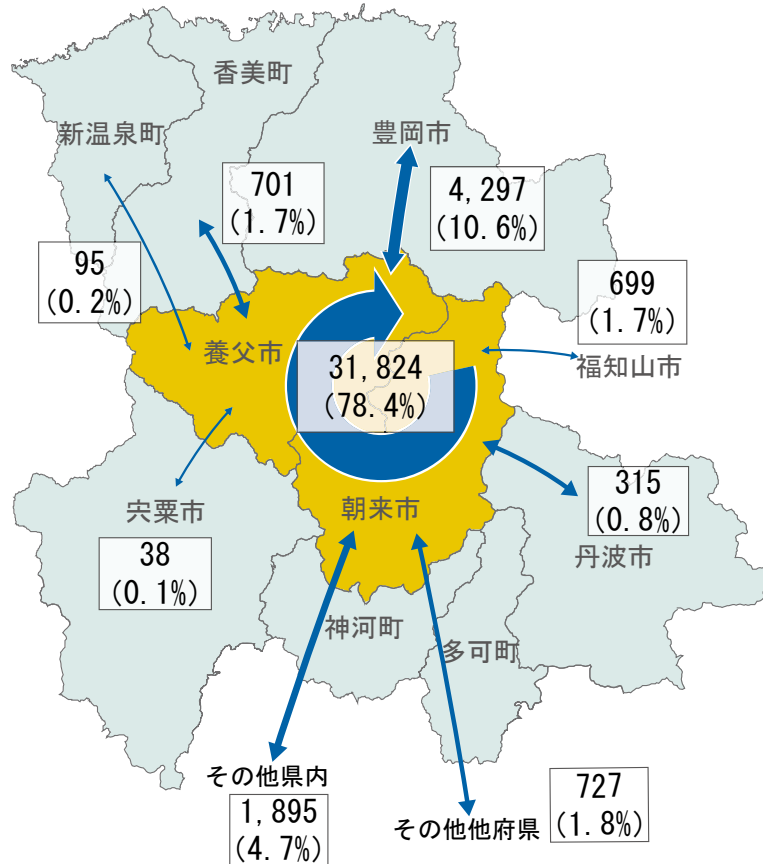 香美町
新温泉町
豊岡市
701
(1.7%)
4,297
(10.6%)
95
(0.2%)
699
(1.7%)
養父市
福知山市
31,824
(78.4%)
315
(0.8%)
宍粟市
朝来市
38
(0.1%)
丹波市
神河町
多可町
その他県内
1,895
(4.7%)
その他他府県
727
(1.8%)